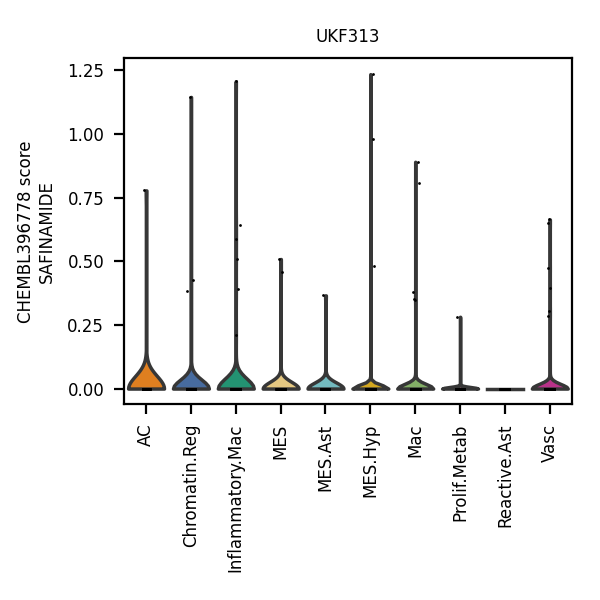 UKF313
CHEMBL396778 score
SAFINAMIDE
1.25
1.00
0.75
0.50
0.25
0.00
AC
Chromatin.Reg
Inflammatory.Mac
MES
MES.Ast
MES.Hyp
Mac
Prolif.Metab
Reactive.Ast
Vasc